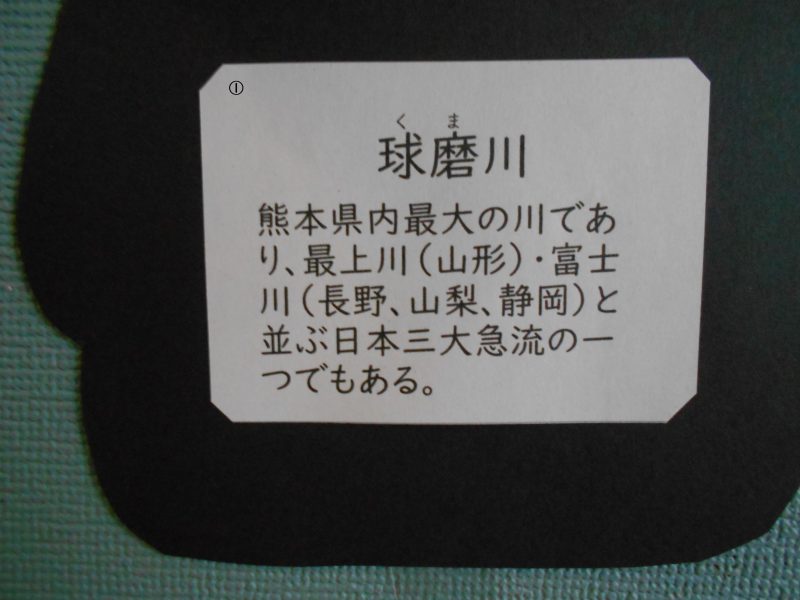 ①
くま
球磨川
熊本県内最大の川であ
り、最上川(山形)・富士
川(長野、山梨、静岡)と
並ぶ日本三大急流の一
つでもある。